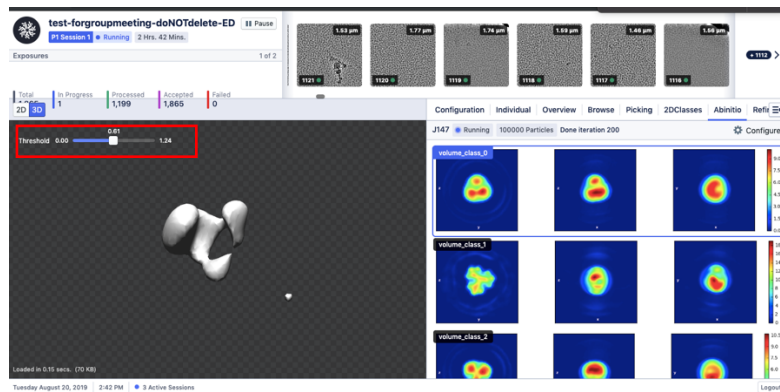 test-forgroupmeeting-doNOTdelete-ED
Pause
P1 Session 1 Running 2 Hrs. 42 Mins.
Exposures 1 of 2
Total In Progress Processed Accepted Failed
1 1,199 1,865 0
1.53 μm 1.77 μm 1.74 μm 1.59 μm 1.46 μm 1.56 μm
1121 1120 1119 1118 1117 1116
+1112
2D 3D
Threshold 0.00 0.61 1.24
Configuration Individual Overview Browse Picking 2DClasses Abinitio
J147 Running 100000 Particles Done iteration 200 Configure
volume_class_0
volume_class_1
volume_class_2
Loaded in 0.15 secs. (70 KB)
Tuesday August 20, 2019 2:42 PM 3 Active Sessions Logout